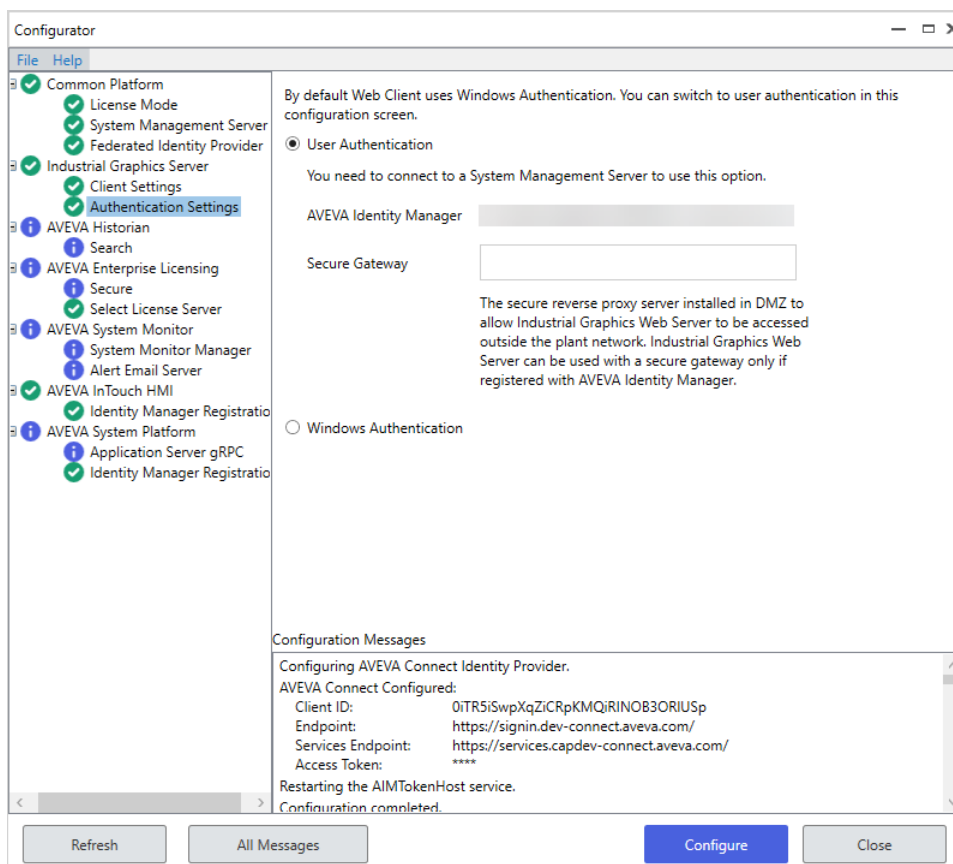 Configurator
File Help
Common Platform
License Mode
System Management Server
Federated Identity Provider
Industrial Graphics Server
Client Settings
Authentication Settings
AVEVA Historian
Search
AVEVA Enterprise Licensing
Secure
Select License Server
AVEVA System Monitor
System Monitor Manager
Alert Email Server
AVEVA InTouch HMI
Identity Manager Registratio
AVEVA System Platform
Application Server gRPC
Identity Manager Registratio
By default Web Client uses Windows Authentication. You can switch to user authentication in this
configuration screen.
User Authentication
You need to connect to a System Management Server to use this option.
AVEVA Identity Manager
Secure Gateway
The secure reverse proxy server installed in DMZ to
allow Industrial Graphics Web Server to be accessed
outside the plant network. Industrial Graphics Web
Server can be used with a secure gateway only if
registered with AVEVA Identity Manager.
Windows Authentication
Configuration Messages
Configuring AVEVA Connect Identity Provider.
AVEVA Connect Configured:
Client ID: 0iTR5iSwpXqZiCRpKMQiRINOB3ORIUSp
Endpoint: https://signin.dev-connect.aveva.com/
Services Endpoint: https://services.capdev-connect.aveva.com/
Access Token: ****
Restarting the AIMTokenHost service.
Configuration completed.
Refresh All Messages Configure Close